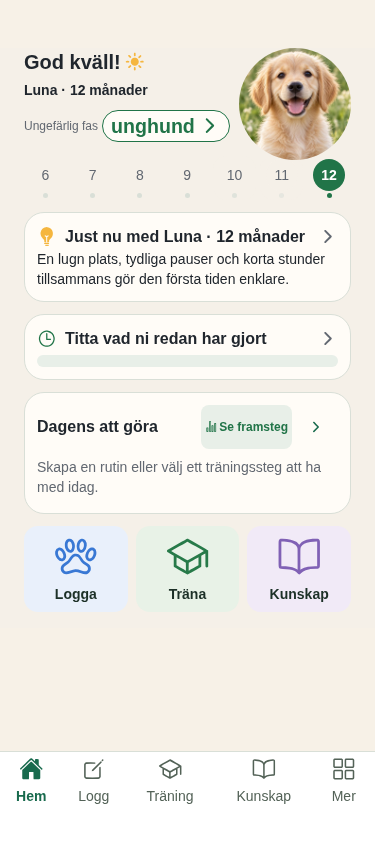 God kväll!
Luna · 12 månader
Ungefärlig fas unghund
6 7 8 9 10 11 12
Just nu med Luna · 12 månader
En lugn plats, tydliga pauser och korta stunder
tillsammans gör den första tiden enklare.
Titta vad ni redan har gjort
Dagens att göra
Se framsteg
Skapa en rutin eller välj ett träningssteg att ha
med idag.
Logga Träna Kunskap
Hem Logg Träning Kunskap Mer